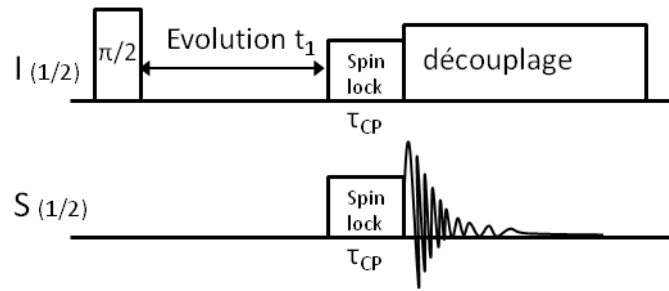 π/2
Evolution t₁
I (1/2)
Spin
lock
découplage
τCP
S (1/2)
Spin
lock
τCP